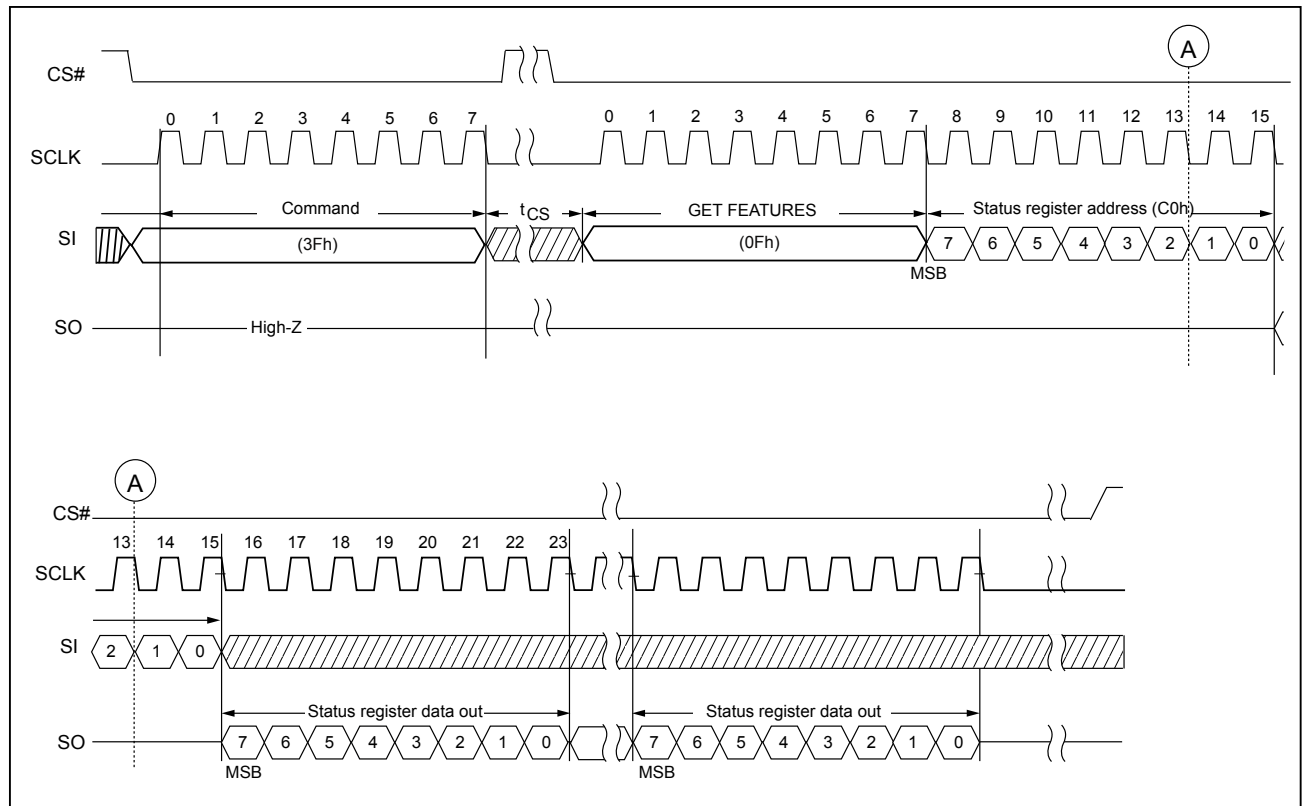 A
CS#
0 1 2 3 4 5 6 7 0 1 2 3 4 5 6 7 8 9 10 11 12 13 14 15
SCLK
Command tCS GET FEATURES Status register address (C0h)
SI (3Fh) (0Fh) 7 6 5 4 3 2 1 0
MSB
SO High-Z
A
CS#
13 14 15 16 17 18 19 20 21 22 23
SCLK
SI 2 1 0
Status register data out Status register data out
SO 7 6 5 4 3 2 1 0 7 6 5 4 3 2 1 0
MSB MSB